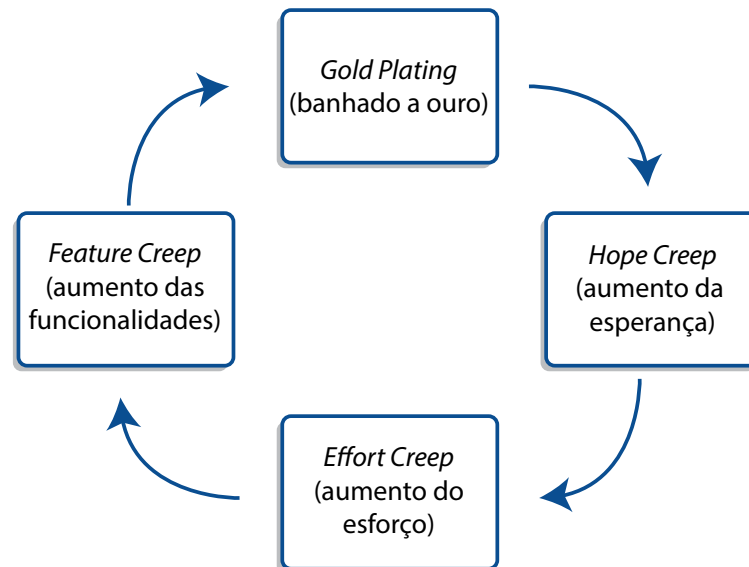 Gold Plating
(banhado a ouro)
Feature Creep
(aumento das
funcionalidades)
Hope Creep
(aumento da
esperança)
Effort Creep
(aumento do
esforço)